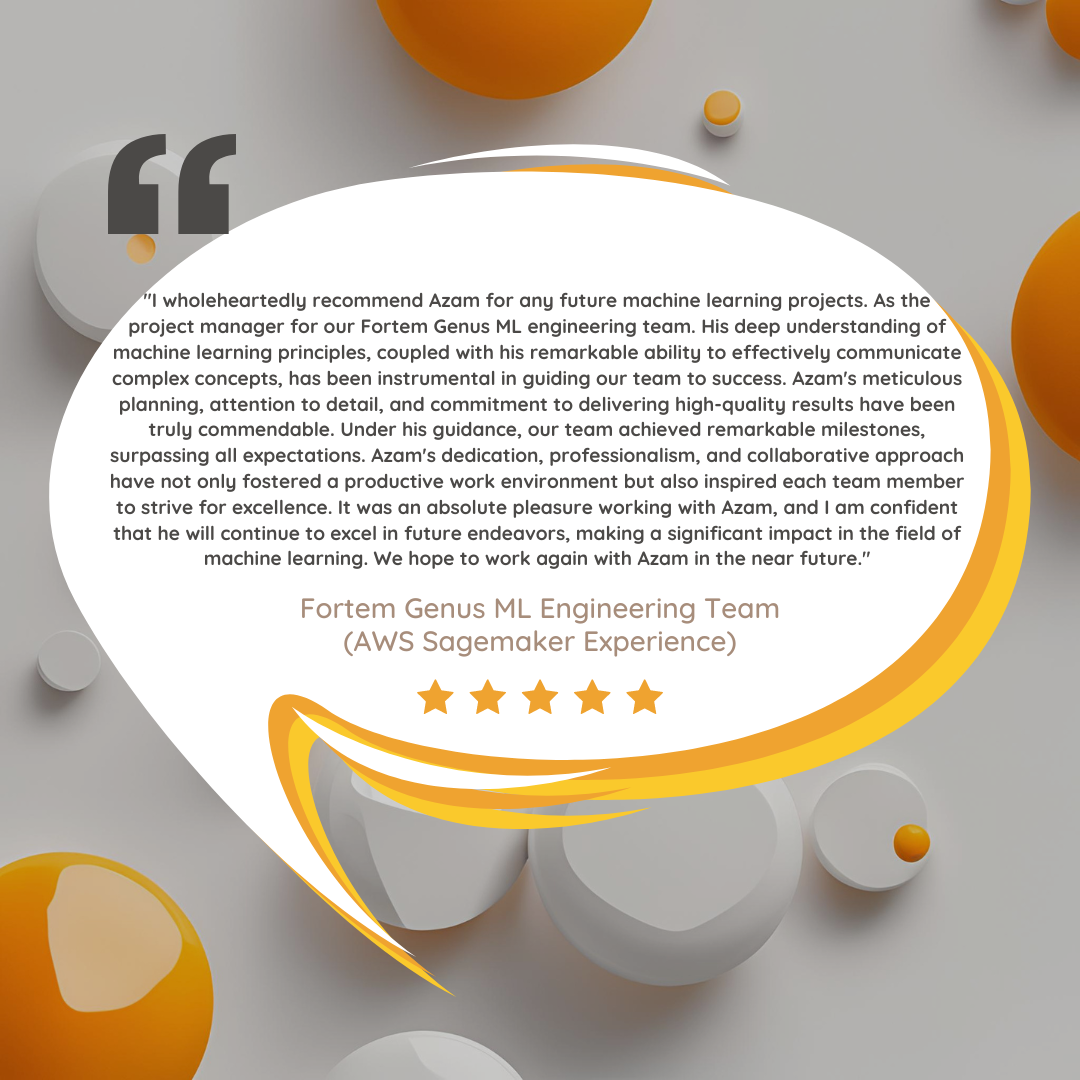 "I wholeheartedly recommend Azam for any future machine learning projects. As the
project manager for our Fortem Genus ML engineering team. His deep understanding of
machine learning principles, coupled with his remarkable ability to effectively communicate
complex concepts, has been instrumental in guiding our team to success. Azam's meticulous
planning, attention to detail, and commitment to delivering high-quality results have been
truly commendable. Under his guidance, our team achieved remarkable milestones,
surpassing all expectations. Azam's dedication, professionalism, and collaborative approach
have not only fostered a productive work environment but also inspired each team member
to strive for excellence. It was an absolute pleasure working with Azam, and I am confident
that he will continue to excel in future endeavors, making a significant impact in the field of
machine learning. We hope to work again with Azam in the near future."
Fortem Genus ML Engineering Team
(AWS Sagemaker Experience)